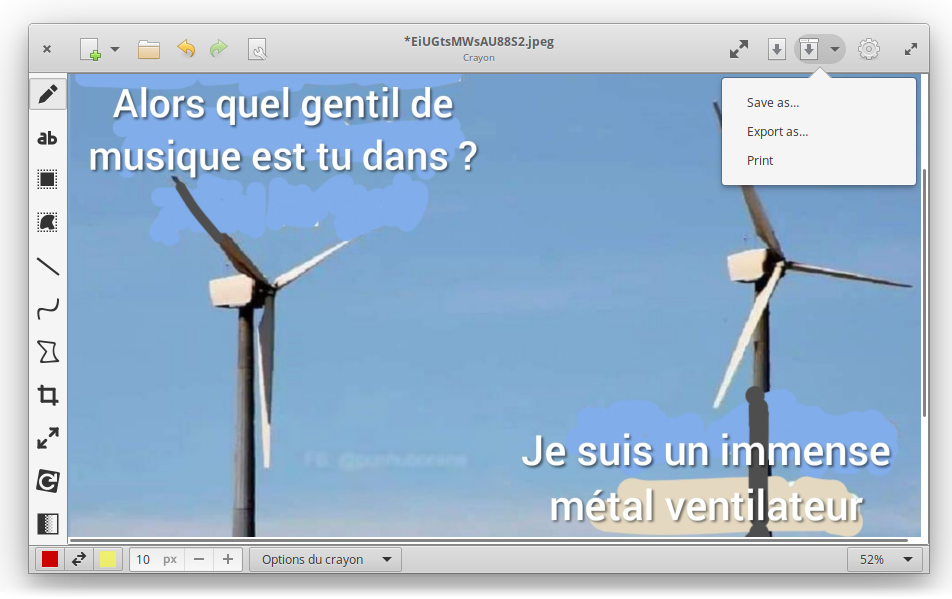 *EiUGtsMWsAU88S2.jpeg
Crayon
Save as...
Export as...
Print
ab
Alors quel gentil de
musique est tu dans ?
Je suis un immense
métal ventilateur
10 px
Options du crayon
52%